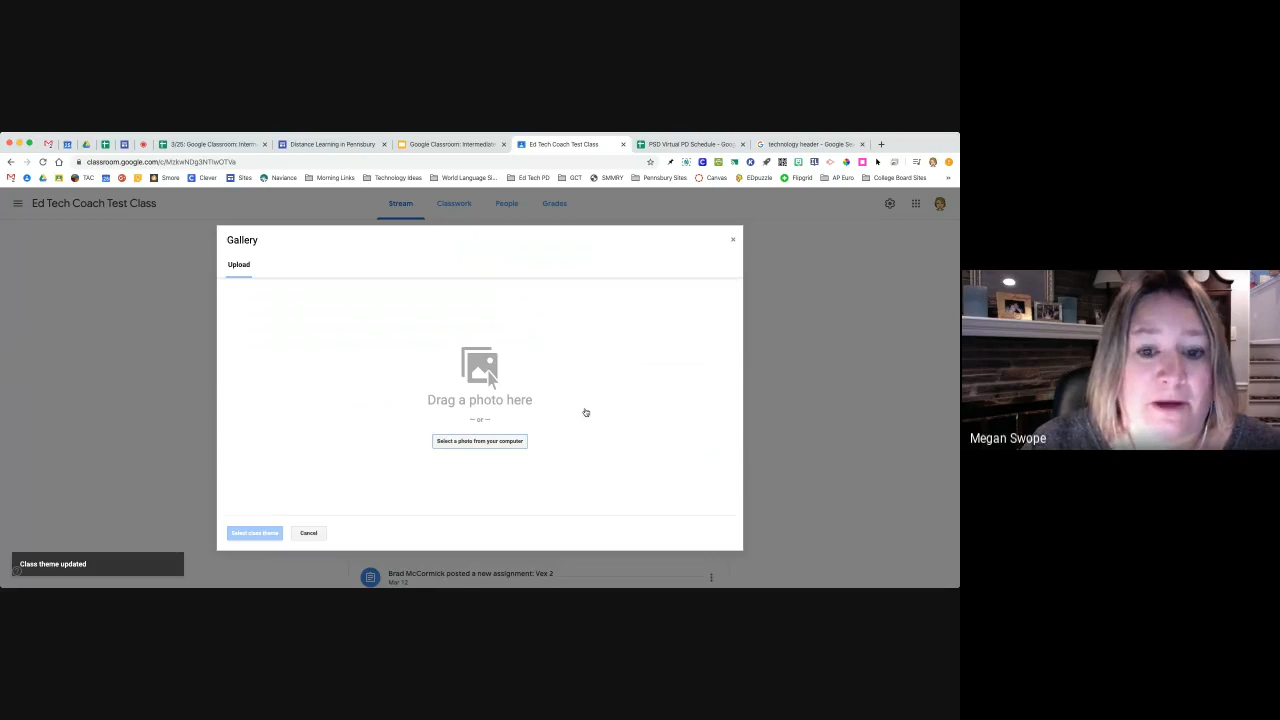 3/25: Google Classroom: Interm
Distance Learning in Pennsbury
Google Classroom: Intermediate
Ed Tech Coach Test Class
PSD Virtual PD Schedule - Goog
technology header - Google Se
classroom.google.com/c/MzkwNDg3NTIwOTVa
TAC
Smore
Clever
Sites
Naviance
Morning Links
Technology Ideas
World Language Si...
Ed Tech PD
GCT
SMMRY
Pennsbury Sites
Canvas
EDpuzzle
Flipgrid
AP Euro
College Board Sites
Ed Tech Coach Test Class
Stream
Classwork
People
Grades
Gallery
Upload
Drag a photo here
— or —
Select a photo from your computer
Select class theme
Cancel
Class theme updated
Brad McCormick posted a new assignment: Vex 2
Mar 12
Megan Swope